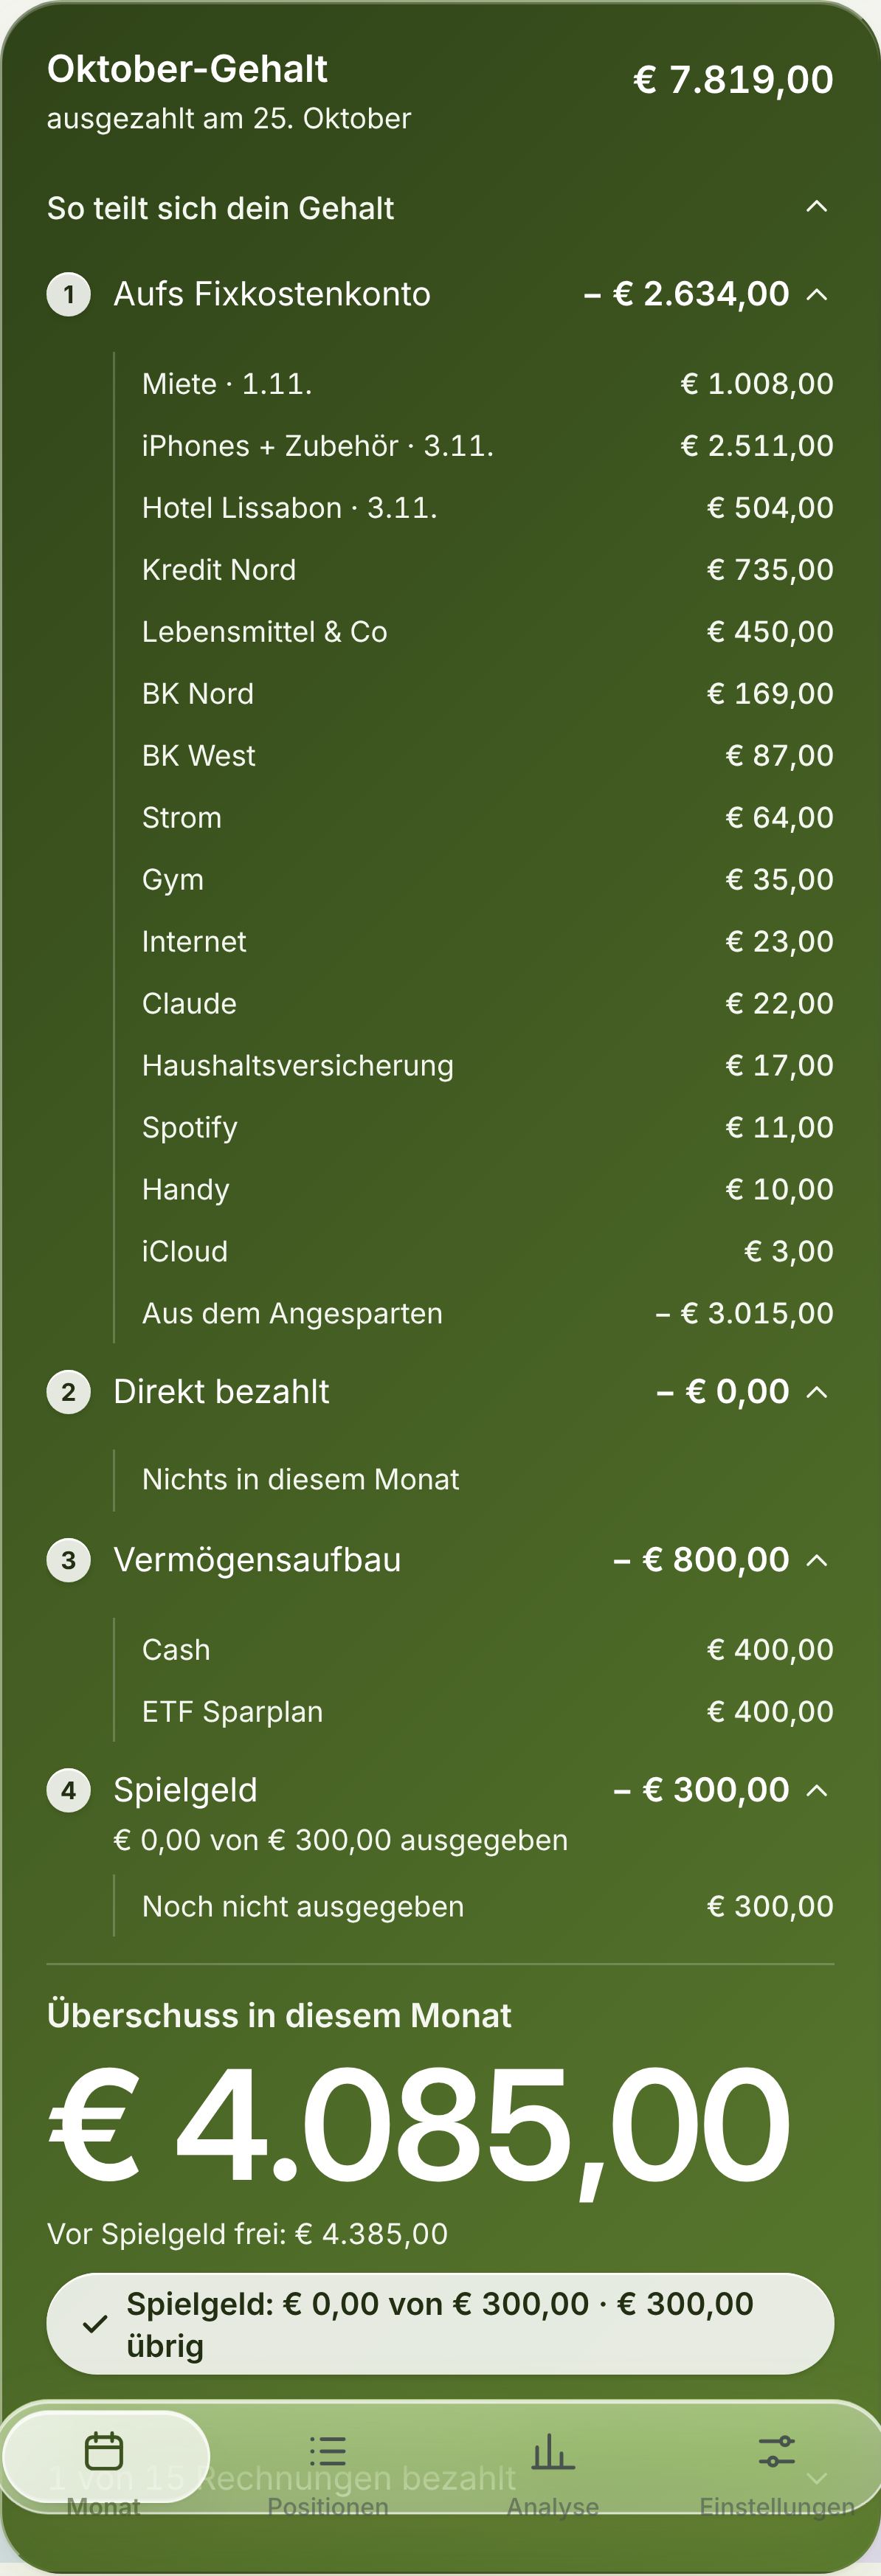 Oktober-Gehalt
€ 7.819,00
ausgezahlt am 25. Oktober
So teilt sich dein Gehalt
1 Aufs Fixkostenkonto – € 2.634,00
Miete · 1.11. € 1.008,00
iPhones + Zubehör · 3.11. € 2.511,00
Hotel Lissabon · 3.11. € 504,00
Kredit Nord € 735,00
Lebensmittel & Co € 450,00
BK Nord € 169,00
BK West € 87,00
Strom € 64,00
Gym € 35,00
Internet € 23,00
Claude € 22,00
Haushaltsversicherung € 17,00
Spotify € 11,00
Handy € 10,00
iCloud € 3,00
Aus dem Angesparten – € 3.015,00
2 Direkt bezahlt – € 0,00
Nichts in diesem Monat
3 Vermögensaufbau – € 800,00
Cash € 400,00
ETF Sparplan € 400,00
4 Spielgeld – € 300,00
€ 0,00 von € 300,00 ausgegeben
Noch nicht ausgegeben € 300,00
Überschuss in diesem Monat
€ 4.085,00
Vor Spielgeld frei: € 4.385,00
Spielgeld: € 0,00 von € 300,00 · € 300,00
übrig
1 von 15 Rechnungen bezahlt
Monat Positionen Analyse Einstellungen